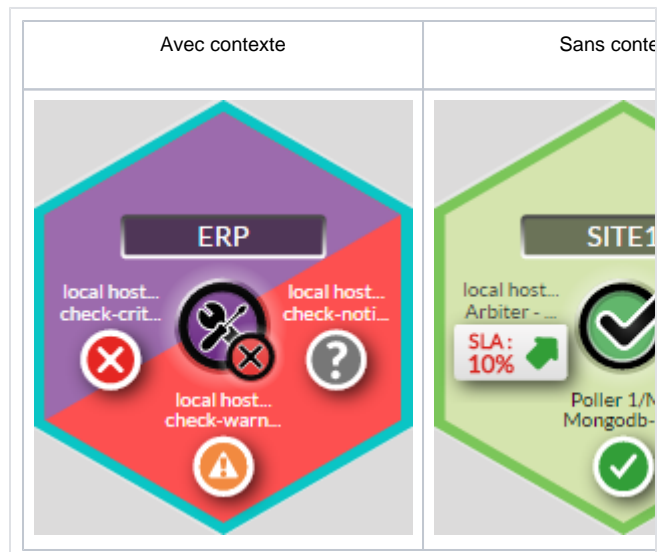 Avec contexte
Sans conte
ERP
local host...
check-crit...
local host...
check-noti...
local host...
check-warn...
SITE1
local host...
Arbiter - ...
SLA :
10%
Poller 1/M
Mongodb-